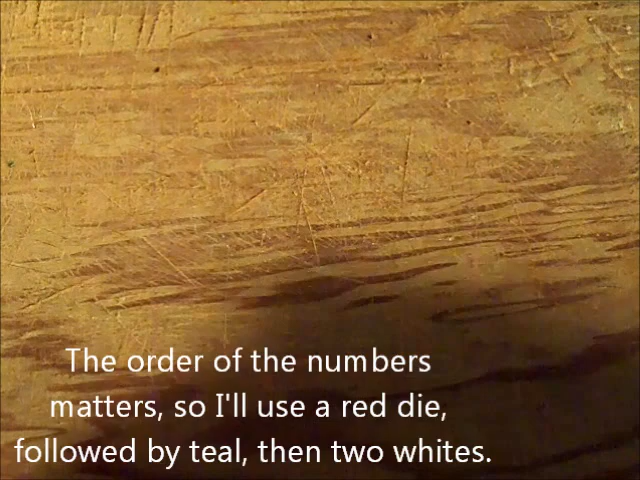 The order of the numbers
matters, so I'll use a red die,
followed by teal, then two whites.